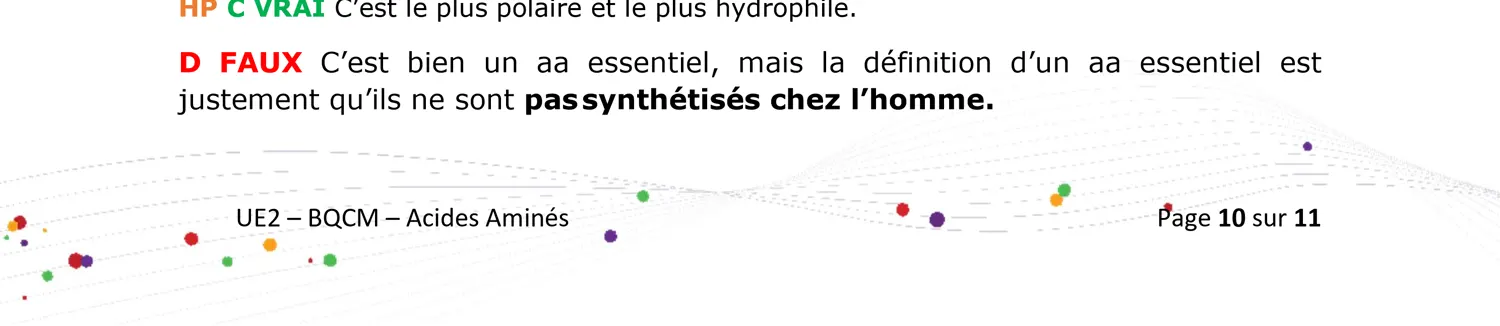 HP C VRAI C’est le plus polaire et le plus hydrophile.
D FAUX C’est bien un aa essentiel, mais la définition d’un aa essentiel est
justement qu’ils ne sont pas synthétisés chez l’homme.
UE2 – BQCM – Acides Aminés
Page 10 sur 11